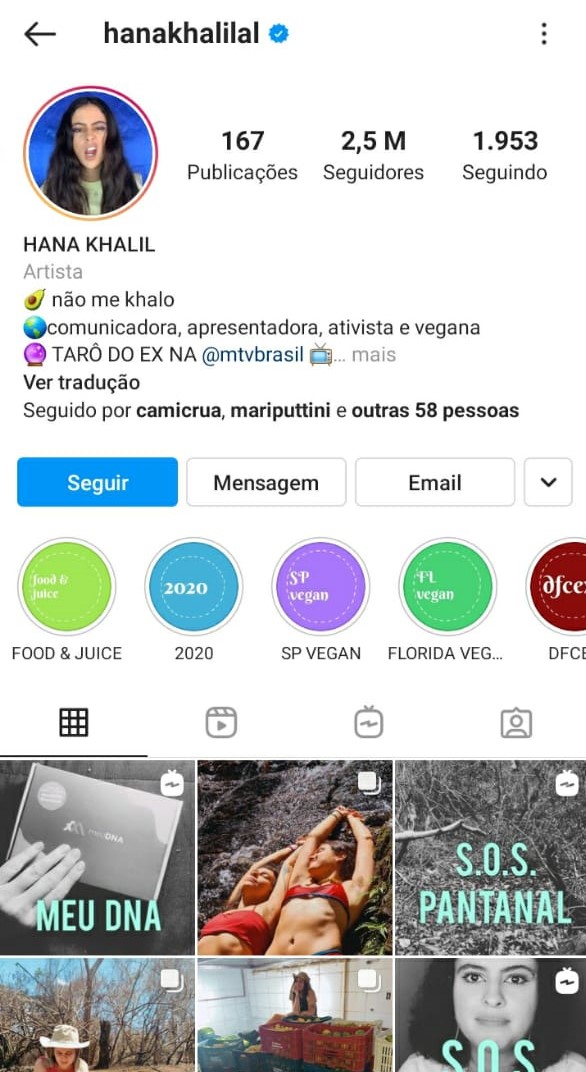 hanakhalilal
167
2,5 M
1.953
Publicações
Seguidores
Seguindo
HANA KHALIL
Artista
🥑 não me khalo
🌎comunicadora, apresentadora, ativista e vegana
🔮 TARÔ DO EX NA @mtvbrasil 📺... mais
Ver tradução
Seguido por camicrua, mariputtini e outras 58 pessoas
Seguir
Mensagem
Email
food &
juice
2020
SP
vegan
FL
vegan
dfce
FOOD & JUICE
2020
SP VEGAN
FLORIDA VEG...
DFCE
meuDNA
MEU DNA
S.O.S.
PANTANAL
S.O.S